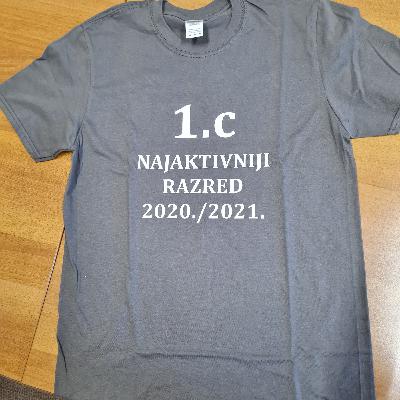 1.c
NAJAKTIVNIJI
RAZRED
2020./2021.